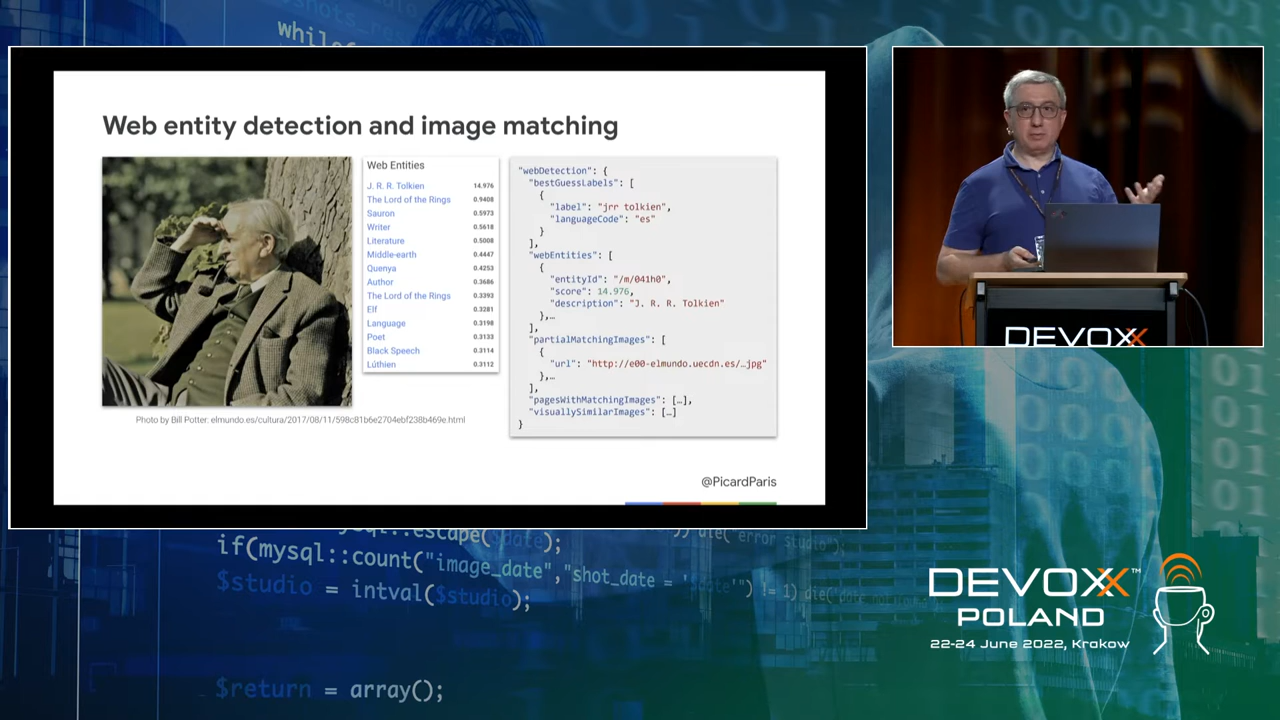 while
Web entity detection and image matching
Web Entities
J. R. R. Tolkien 14.976
The Lord of the Rings 0.9408
Sauron 0.5973
Writer 0.5618
Literature 0.5008
Middle-earth 0.4447
Quenya 0.4253
Author 0.3686
The Lord of the Rings 0.3393
Elf 0.3281
Language 0.3198
Poet 0.3133
Black Speech 0.3114
Lúthien 0.3112
"webDetection": {
"bestGuessLabels": [
{
"label": "jrr tolkien",
"languageCode": "es"
}
],
"webEntities": [
{
"entityId": "/m/041h0",
"score": 14.976,
"description": "J. R. R. Tolkien"
},…
],
"partialMatchingImages": [
{
"url": "http://e00-elmundo.uecdn.es/…jpg"
},…
],
"pagesWithMatchingImages": […],
"visuallySimilarImages": […]
}
Photo by Bill Potter: elmundo.es/cultura/2017/08/11/598c81b6e2704ebf238b469e.html
@PicardParis
DEVOXX
DEVOXX™
POLAND
22-24 June 2022, Krakow
if(mysql::count("image_date","shot_date = '$date'") != 1) die(
$studio = intval($studio);
$return = array();